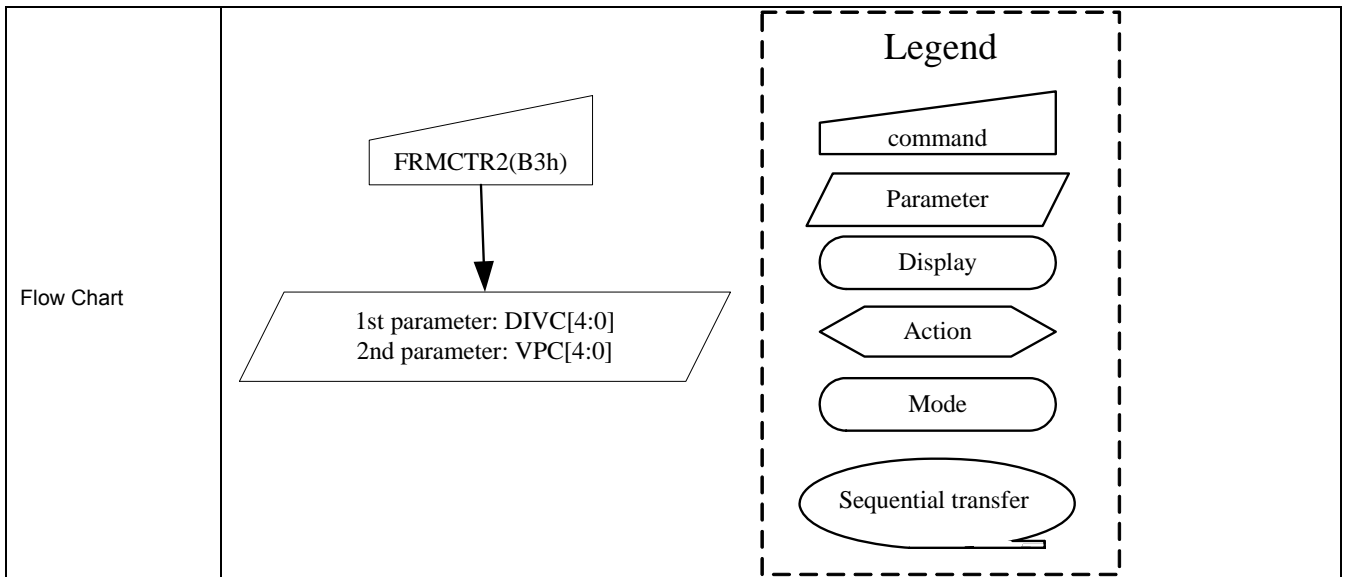 Flow Chart
FRMCTR2(B3h)
1st parameter: DIVC[4:0]
2nd parameter: VPC[4:0]
Legend
command
Parameter
Display
Action
Mode
Sequential transfer